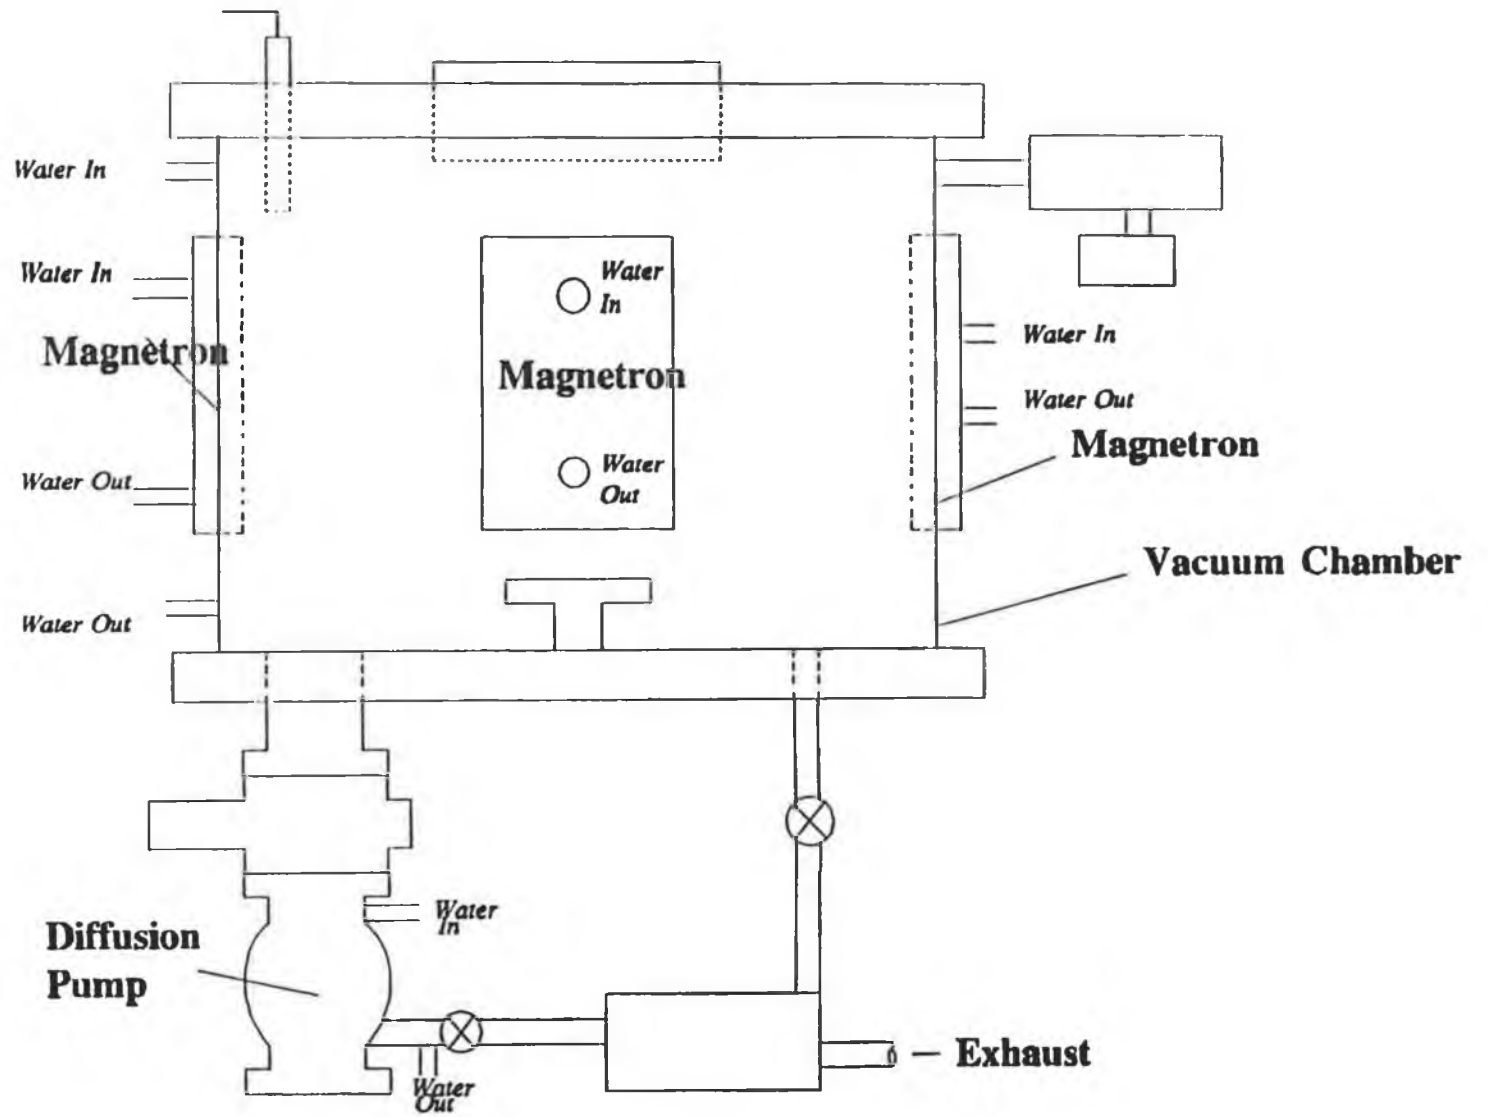 Water In
Water In
Magnetron
Water Out
Water Out
Water
In
Magnetron
Water
Out
Water In
Water Out
Magnetron
Vacuum Chamber
Diffusion
Pump
Water
In
Water
Out
Exhaust